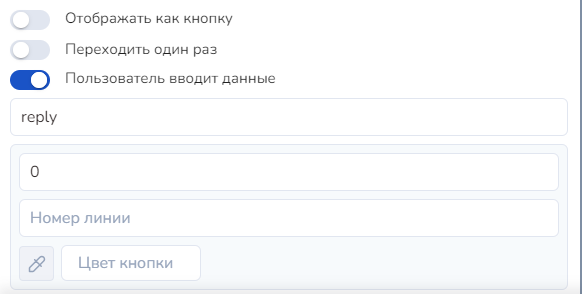 Отображать как кнопку
Переходить один раз
Пользователь вводит данные
reply
0
Номер линии
Цвет кнопки